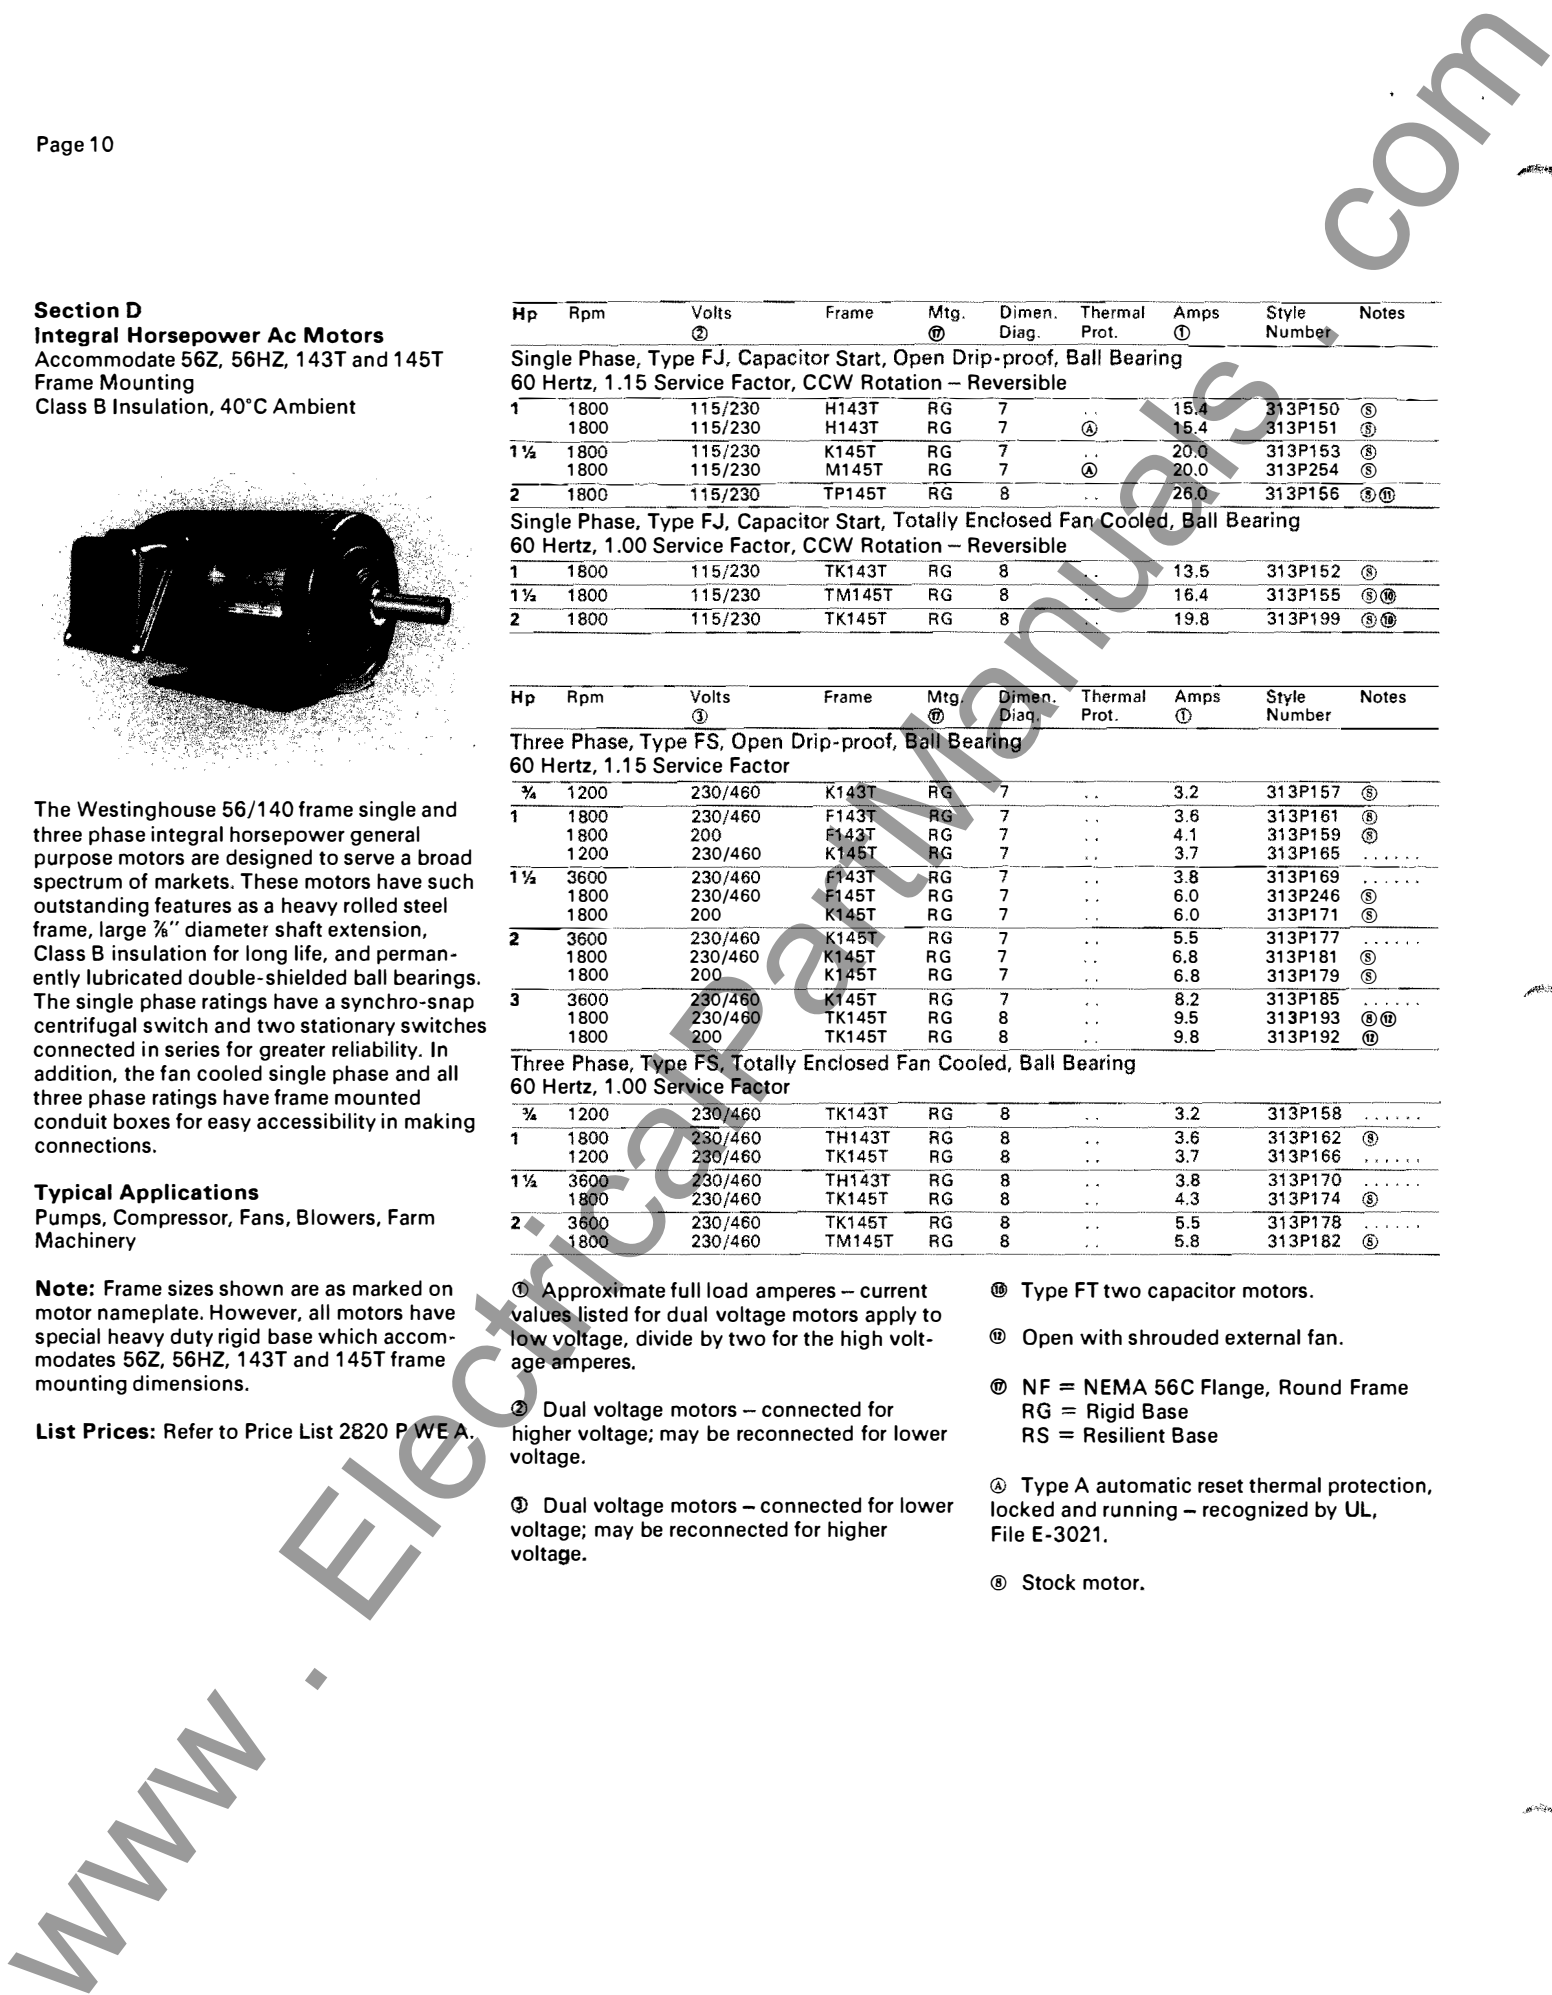 Page 10
Section D
Integral Horsepower Ac Motors
Accommodate 56Z, 56HZ, 143T and 145T
Frame Mounting
Class B Insulation, 40°C Ambient
The Westinghouse 56/140 frame single and
three phase integral horsepower general
purpose motors are designed to serve a broad
spectrum of markets. These motors have such
outstanding features as a heavy rolled steel
frame, large ⅞″ diameter shaft extension,
Class B insulation for long life, and perman-
ently lubricated double-shielded ball bearings.
The single phase ratings have a synchro-snap
centrifugal switch and two stationary switches
connected in series for greater reliability. In
addition, the fan cooled single phase and all
three phase ratings have frame mounted
conduit boxes for easy accessibility in making
connections.
Typical Applications
Pumps, Compressor, Fans, Blowers, Farm
Machinery
Note: Frame sizes shown are as marked on
motor nameplate. However, all motors have
special heavy duty rigid base which accom-
modates 56Z, 56HZ, 143T and 145T frame
mounting dimensions.
List Prices: Refer to Price List 2820 P WE A.
Hp Rpm Volts Frame Mtg. Dimen. Thermal Amps Style Notes
② ⑰ Diag. Prot. ① Number
Single Phase, Type FJ, Capacitor Start, Open Drip-proof, Ball Bearing
60 Hertz, 1.15 Service Factor, CCW Rotation – Reversible
1 1800 115/230 H143T RG 7 .. 15.4 313P150 Ⓢ
1800 115/230 H143T RG 7 Ⓐ 15.4 313P151 Ⓢ
1½ 1800 115/230 K145T RG 7 .. 20.0 313P153 Ⓢ
1800 115/230 M145T RG 7 Ⓐ 20.0 313P254 Ⓢ
2 1800 115/230 TP145T RG 8 .. 26.0 313P156 Ⓢ⑪
Single Phase, Type FJ, Capacitor Start, Totally Enclosed Fan Cooled, Ball Bearing
60 Hertz, 1.00 Service Factor, CCW Rotation – Reversible
1 1800 115/230 TK143T RG 8 .. 13.5 313P152 Ⓢ
1½ 1800 115/230 TM145T RG 8 .. 16.4 313P155 Ⓢ⑩
2 1800 115/230 TK145T RG 8 .. 19.8 313P199 Ⓢ⑩
Hp Rpm Volts Frame Mtg. Dimen. Thermal Amps Style Notes
③ ⑰ Diag. Prot. ① Number
Three Phase, Type FS, Open Drip-proof, Ball Bearing
60 Hertz, 1.15 Service Factor
¾ 1200 230/460 K143T RG 7 .. 3.2 313P157 Ⓢ
1 1800 230/460 F143T RG 7 .. 3.6 313P161 Ⓢ
1800 200 F143T RG 7 .. 4.1 313P159 Ⓢ
1200 230/460 K145T RG 7 .. 3.7 313P165 ......
1½ 3600 230/460 F143T RG 7 .. 3.8 313P169 ......
1800 230/460 F145T RG 7 .. 6.0 313P246 Ⓢ
1800 200 K145T RG 7 .. 6.0 313P171 Ⓢ
2 3600 230/460 K145T RG 7 .. 5.5 313P177 ......
1800 230/460 K145T RG 7 .. 6.8 313P181 Ⓢ
1800 200 K145T RG 7 .. 6.8 313P179 Ⓢ
3 3600 230/460 K145T RG 7 .. 8.2 313P185 ......
1800 230/460 TK145T RG 8 .. 9.5 313P193 Ⓢ⑫
1800 200 TK145T RG 8 .. 9.8 313P192 ⑫
Three Phase, Type FS, Totally Enclosed Fan Cooled, Ball Bearing
60 Hertz, 1.00 Service Factor
¾ 1200 230/460 TK143T RG 8 .. 3.2 313P158 ......
1 1800 230/460 TH143T RG 8 .. 3.6 313P162 Ⓢ
1200 230/460 TK145T RG 8 .. 3.7 313P166 ......
1½ 3600 230/460 TH143T RG 8 .. 3.8 313P170 ......
1800 230/460 TK145T RG 8 .. 4.3 313P174 Ⓢ
2 3600 230/460 TK145T RG 8 .. 5.5 313P178 ......
1800 230/460 TM145T RG 8 .. 5.8 313P182 Ⓢ
① Approximate full load amperes – current
values listed for dual voltage motors apply to
low voltage, divide by two for the high volt-
age amperes.
② Dual voltage motors – connected for
higher voltage; may be reconnected for lower
voltage.
③ Dual voltage motors – connected for lower
voltage; may be reconnected for higher
voltage.
⑩ Type FT two capacitor motors.
⑫ Open with shrouded external fan.
⑰ NF = NEMA 56C Flange, Round Frame
RG = Rigid Base
RS = Resilient Base
Ⓐ Type A automatic reset thermal protection,
locked and running – recognized by UL,
File E-3021.
Ⓢ Stock motor.
www . ElectricalPartManuals . com